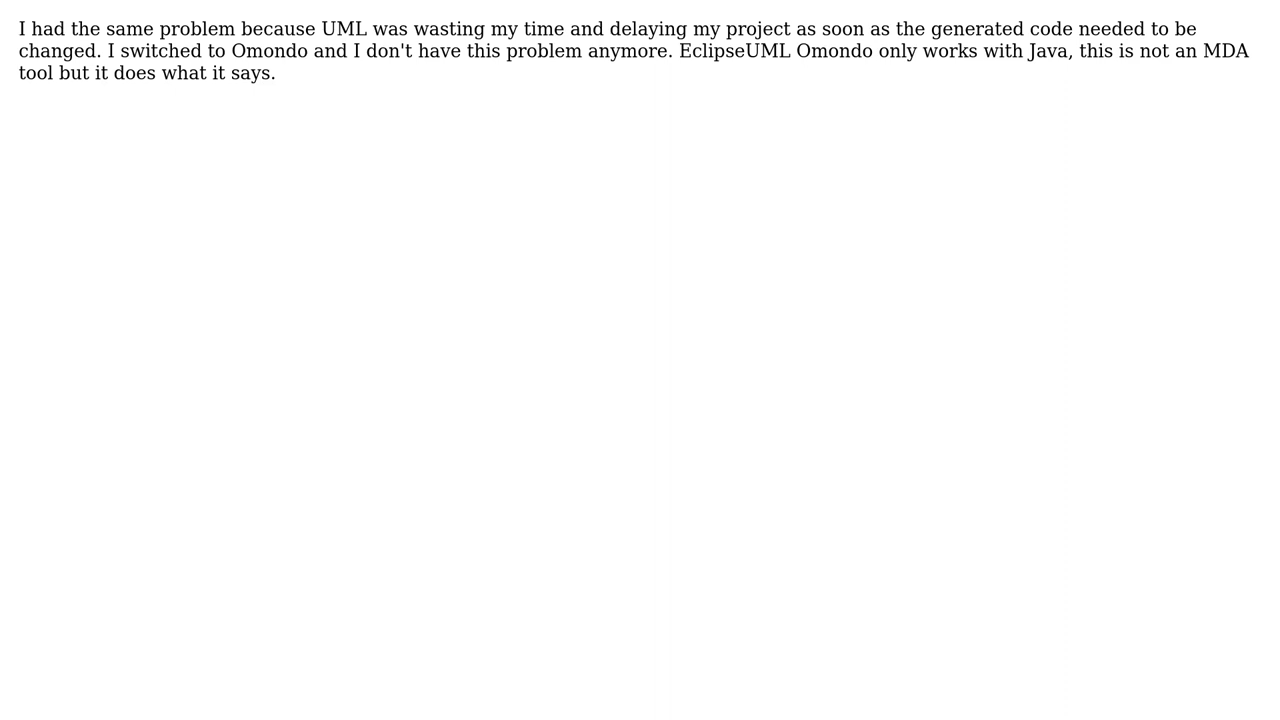 I had the same problem because UML was wasting my time and delaying my project as soon as the generated code needed to be
changed. I switched to Omondo and I don't have this problem anymore. EclipseUML Omondo only works with Java, this is not an MDA
tool but it does what it says.